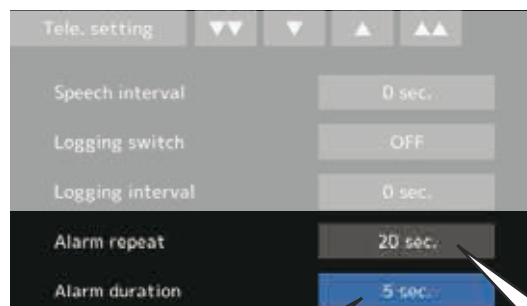 Tele. setting
Speech interval 0 sec.
Logging switch OFF
Logging interval 0 sec.
Alarm repeat 20 sec.
Alarm duration 5 sec.